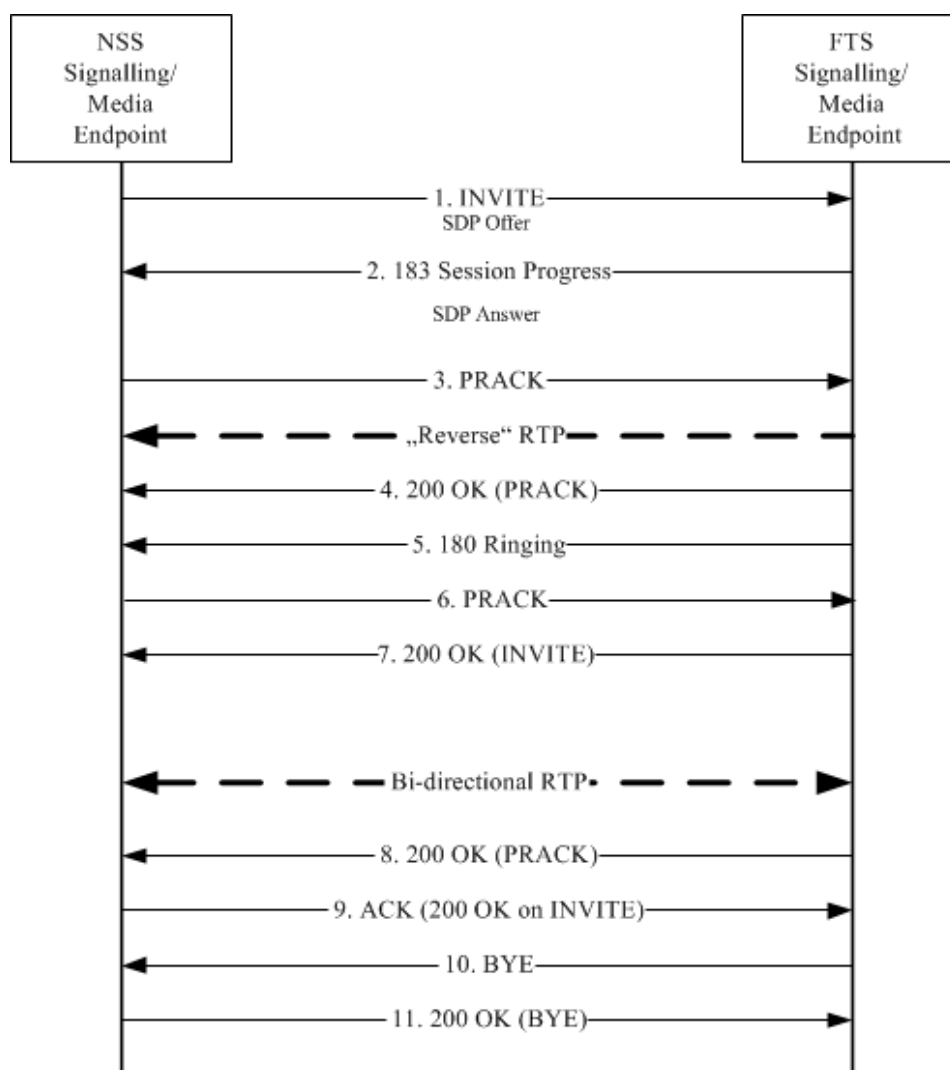 NSS
Signalling/
Media
Endpoint
FTS
Signalling/
Media
Endpoint
1. INVITE
SDP Offer
2. 183 Session Progress
SDP Answer
3. PRACK
„Reverse“ RTP
4. 200 OK (PRACK)
5. 180 Ringing
6. PRACK
7. 200 OK (INVITE)
Bi-directional RTP
8. 200 OK (PRACK)
9. ACK (200 OK on INVITE)
10. BYE
11. 200 OK (BYE)